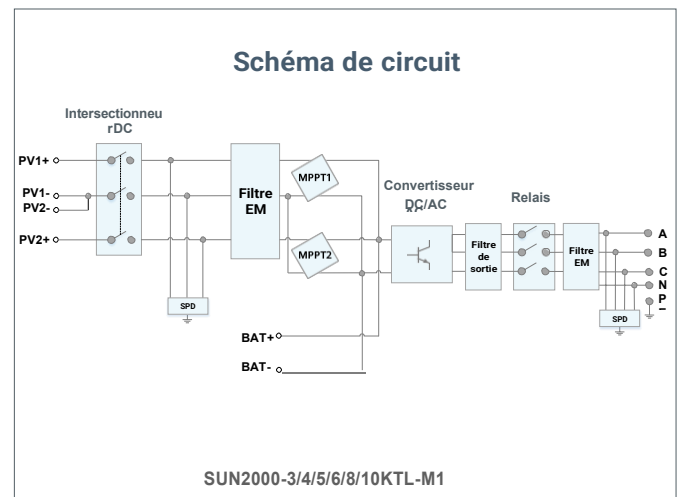 Schéma de circuit
Intersectionneu
rDC
PV1+
PV1-
PV2-
PV2+
SPD
Filtre
EM
MPPT1
MPPT2
BAT+
BAT-
Convertisseur
DC/AC
Filtre
de
sortie
Relais
Filtre
EM
A
B
C
N
P
SPD
SUN2000-3/4/5/6/8/10KTL-M1